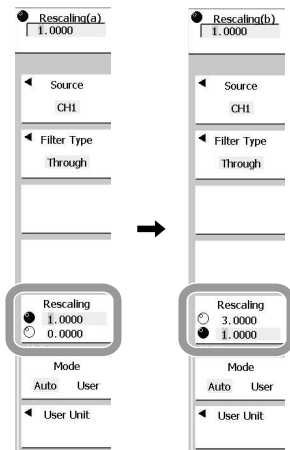 Rescaling(a)
1.0000
Source
CH1
Filter Type
Through
Rescaling
1.0000
0.0000
Mode
Auto User
User Unit
Rescaling(b)
1.0000
Source
CH1
Filter Type
Through
Rescaling
3.0000
1.0000
Mode
Auto User
User Unit